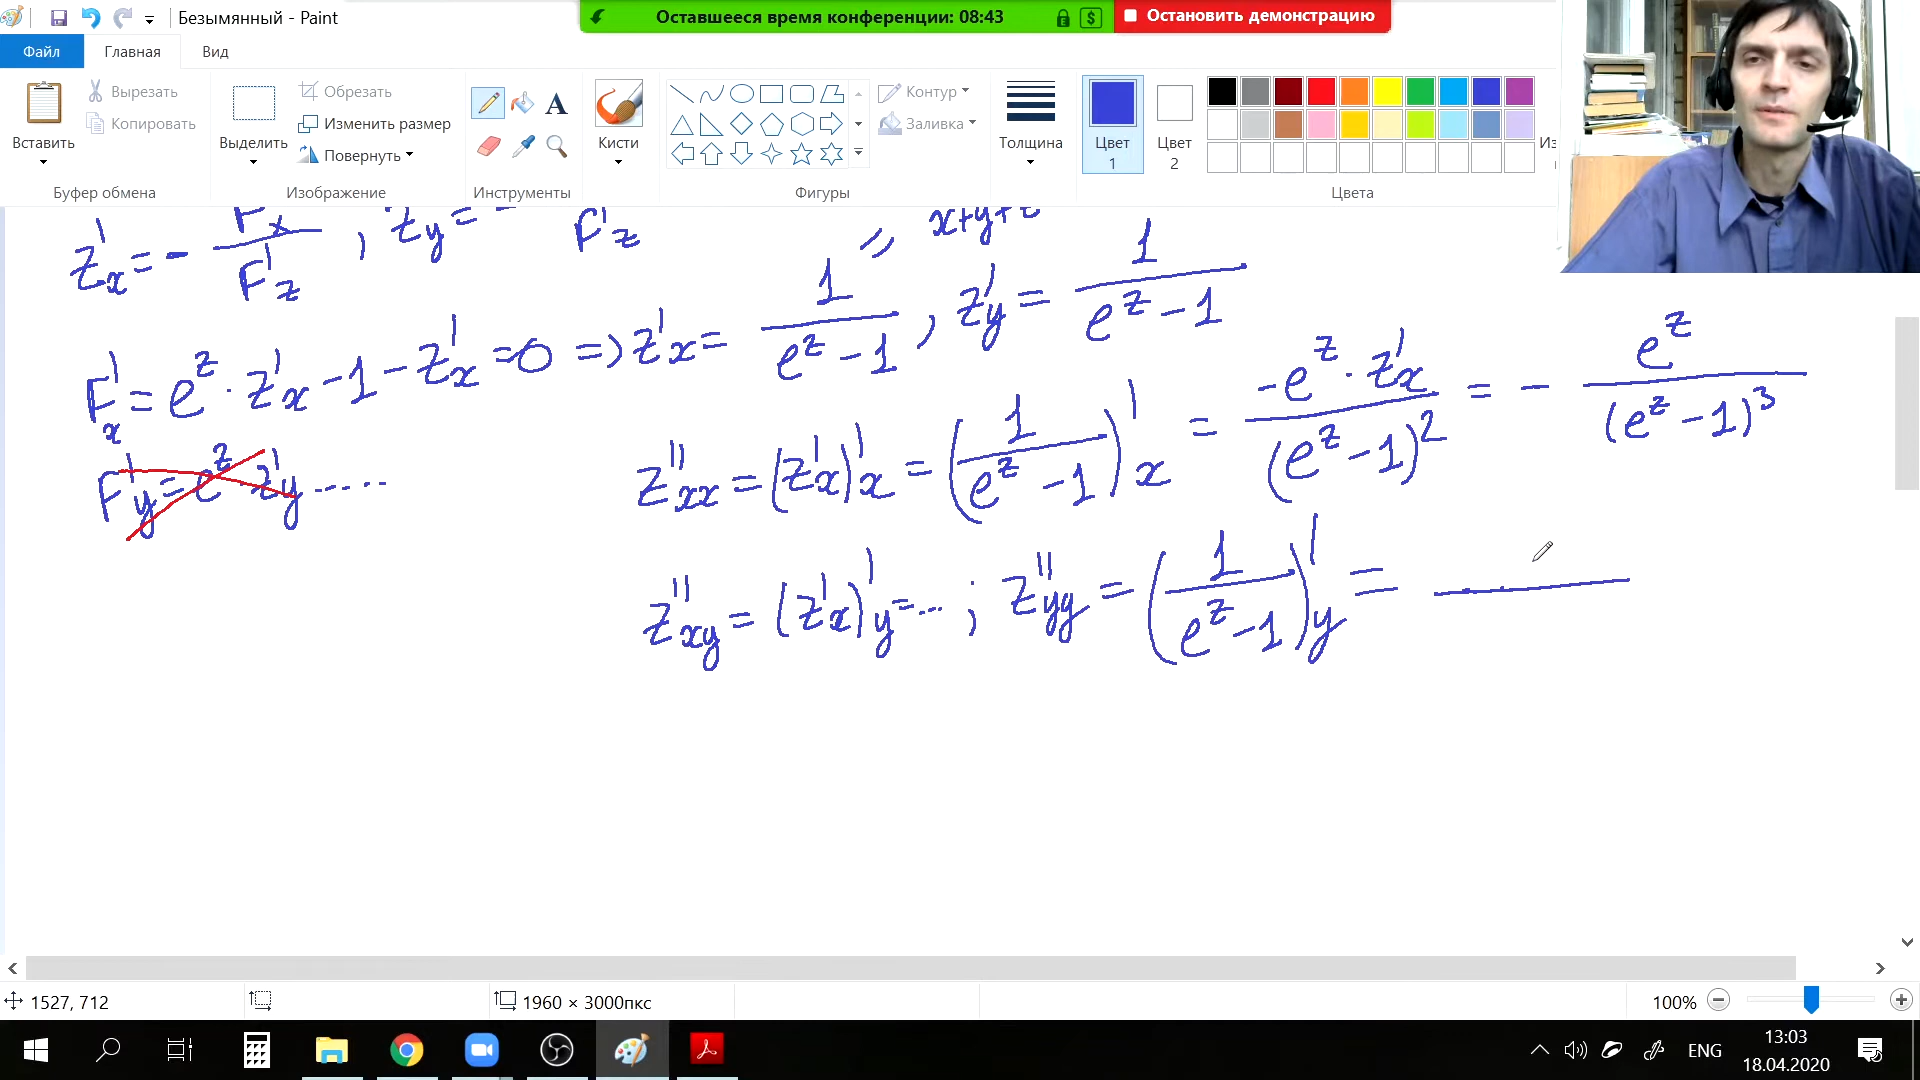 Безымянный - Paint
Оставшееся время конференции: 08:43
Остановить демонстрацию
Файл Главная Вид
Вставить
Вырезать
Копировать
Буфер обмена
Выделить
Обрезать
Изменить размер
Повернуть
Изображение
A
Инструменты
Кисти
Контур
Заливка
Фигуры
Толщина
Цвет 1
Цвет 2
Цвета
Из
z'x = - F'x / F'z , z'y = - F'z
= x+y+z
F'x = e^z · z'x - 1 - z'x = 0 => z'x = 1 / (e^z - 1) , z'y = 1 / (e^z - 1)
F'y = e^z · z'y ......
z''xx = (z'x)'x = (1 / (e^z - 1))'x = -e^z · z'x / (e^z - 1)^2 = - e^z / (e^z - 1)^3
z''xy = (z'x)'y = ... ; z''yy = (1 / (e^z - 1))'y =
1527, 712
1960 × 3000пкс
100%
ENG
13:03
18.04.2020